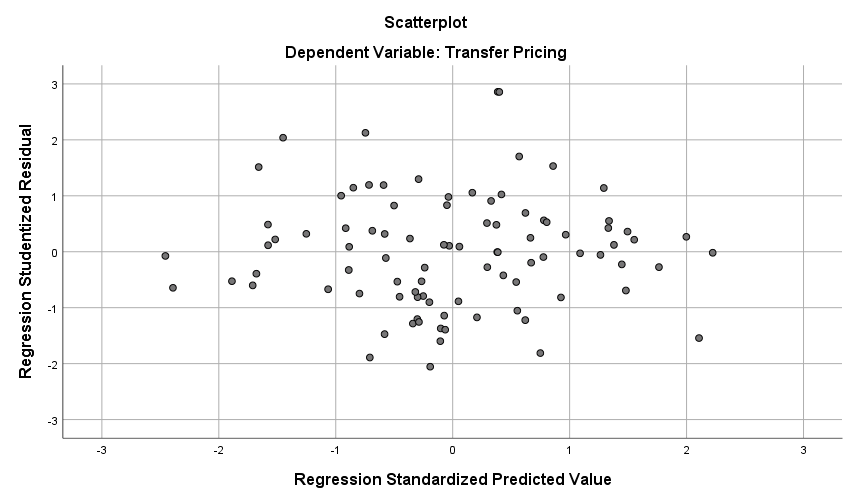 Scatterplot
Dependent Variable: Transfer Pricing
Regression Studentized Residual
3
2
1
0
-1
-2
-3
-3 -2 -1 0 1 2 3
Regression Standardized Predicted Value